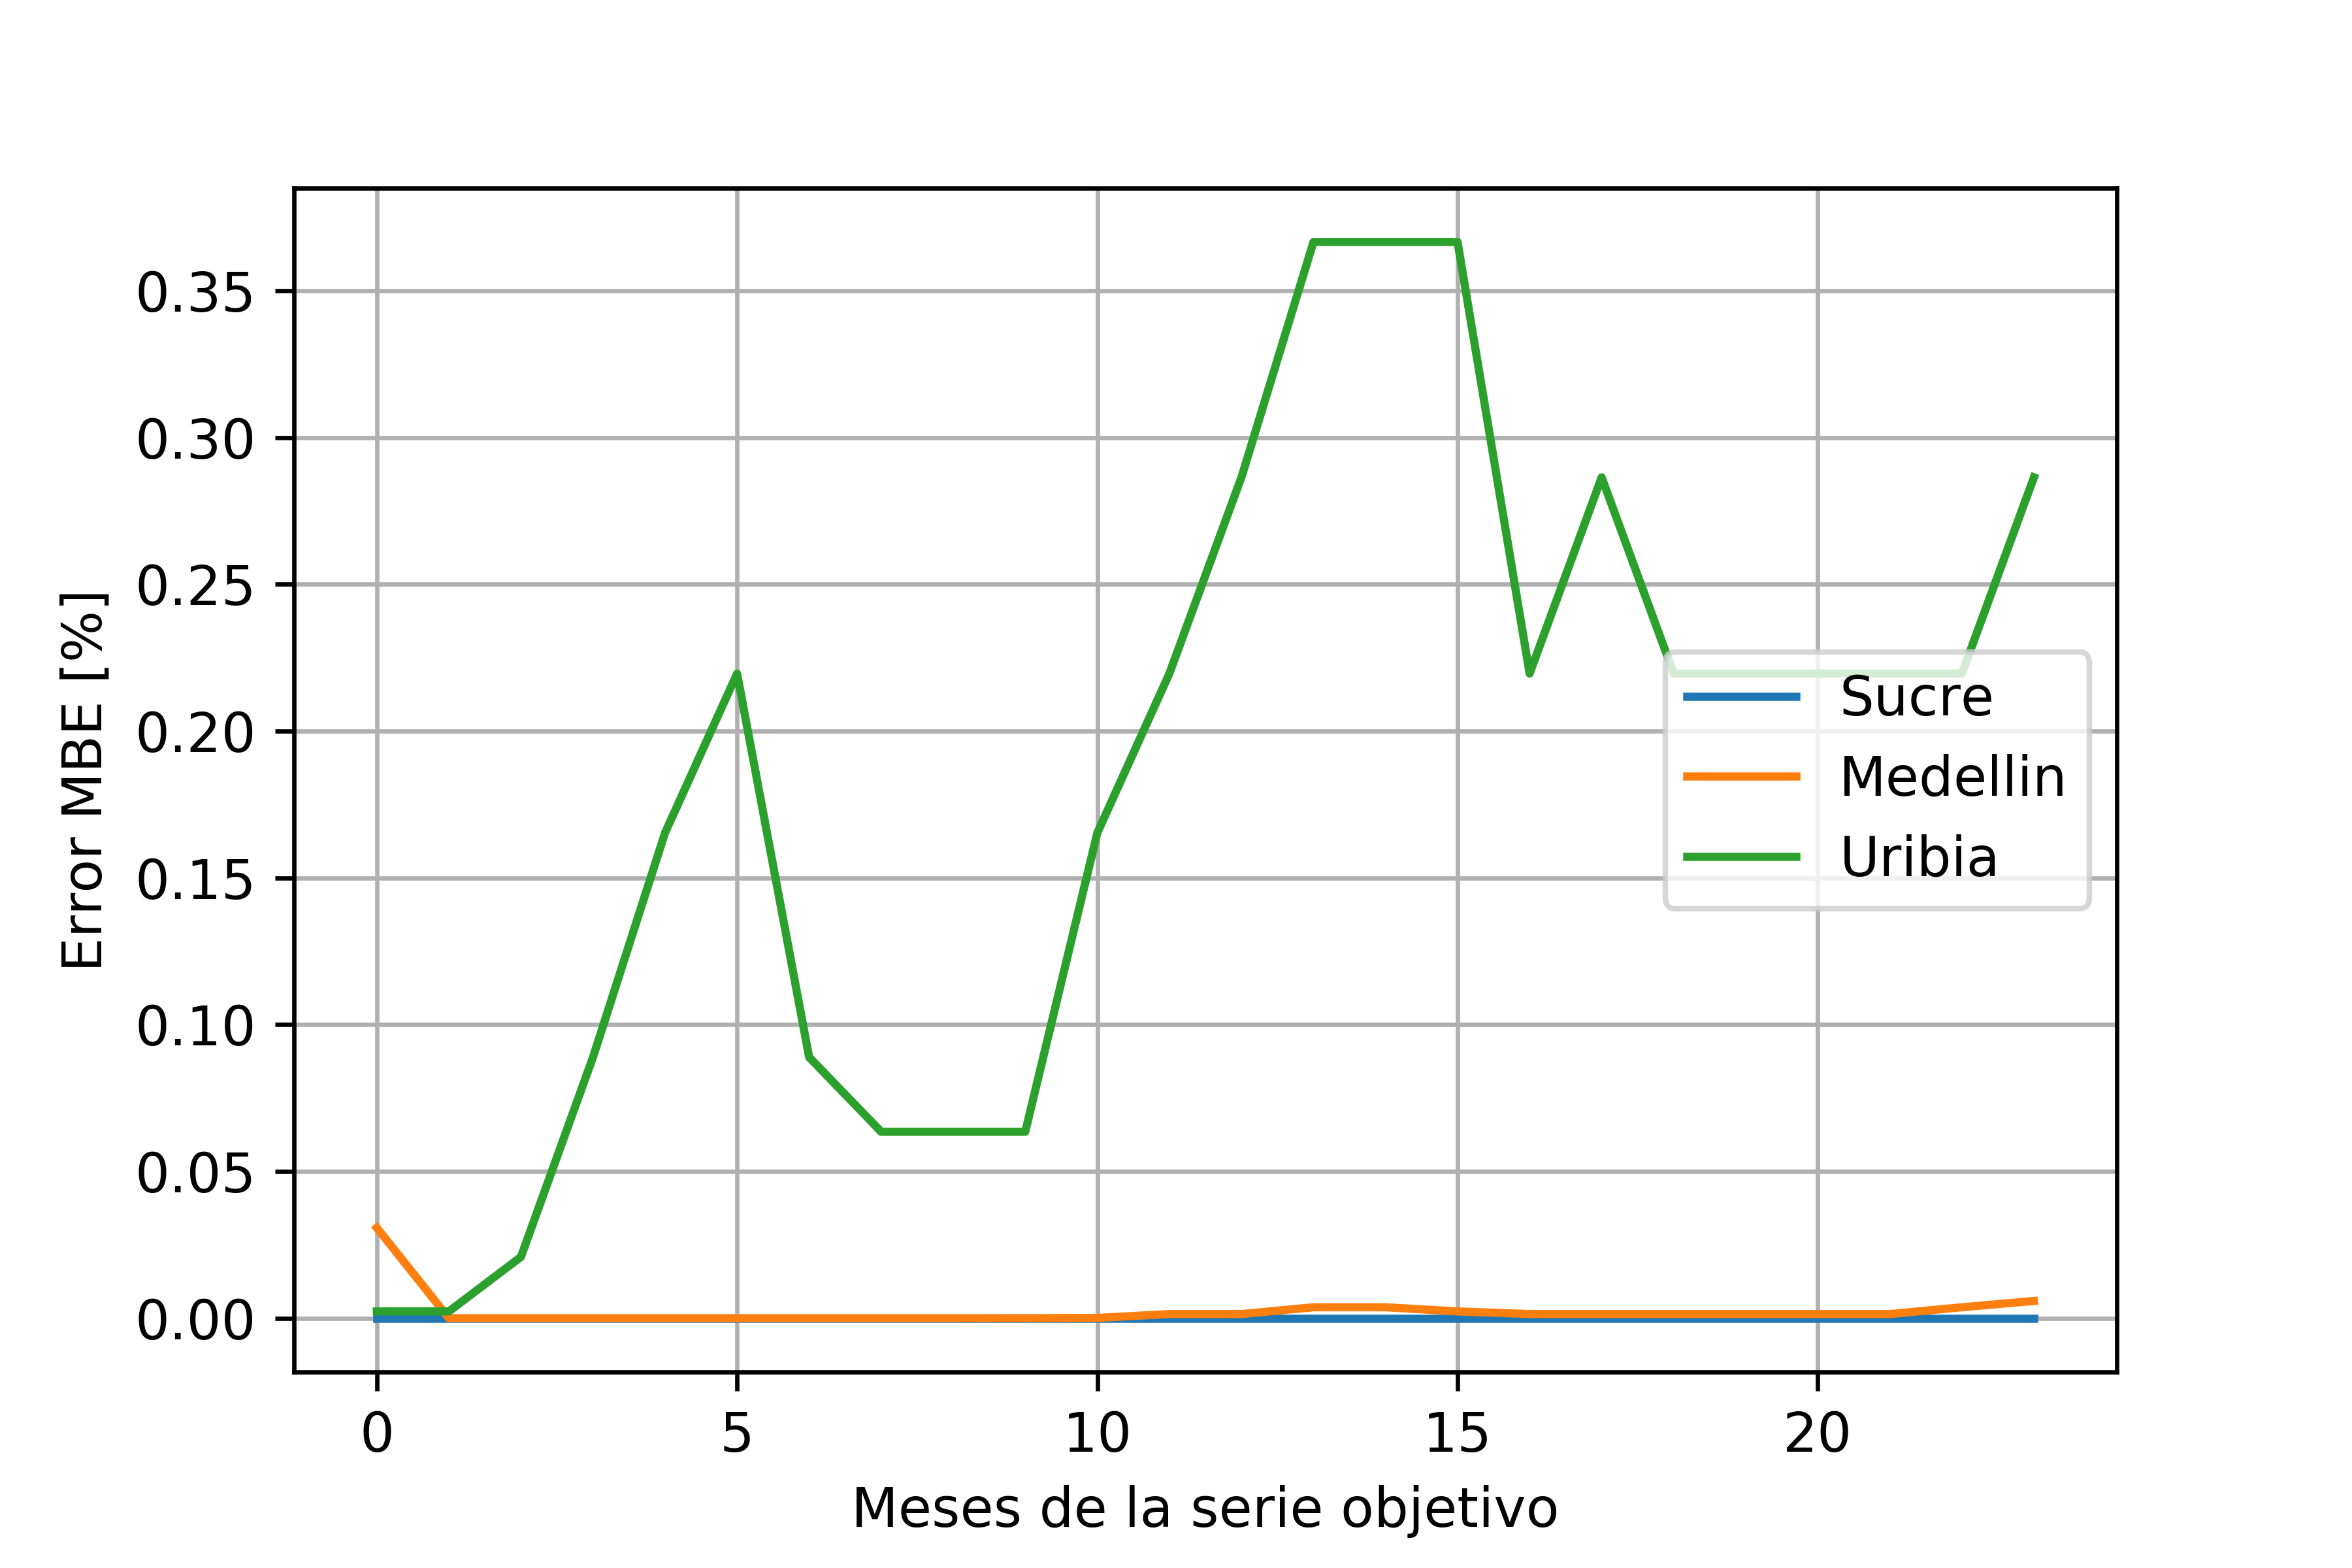 Error MBE [%]
0.35
0.30
0.25
0.20
0.15
0.10
0.05
0.00
Sucre
Medellin
Uribia
0 5 10 15 20
Meses de la serie objetivo